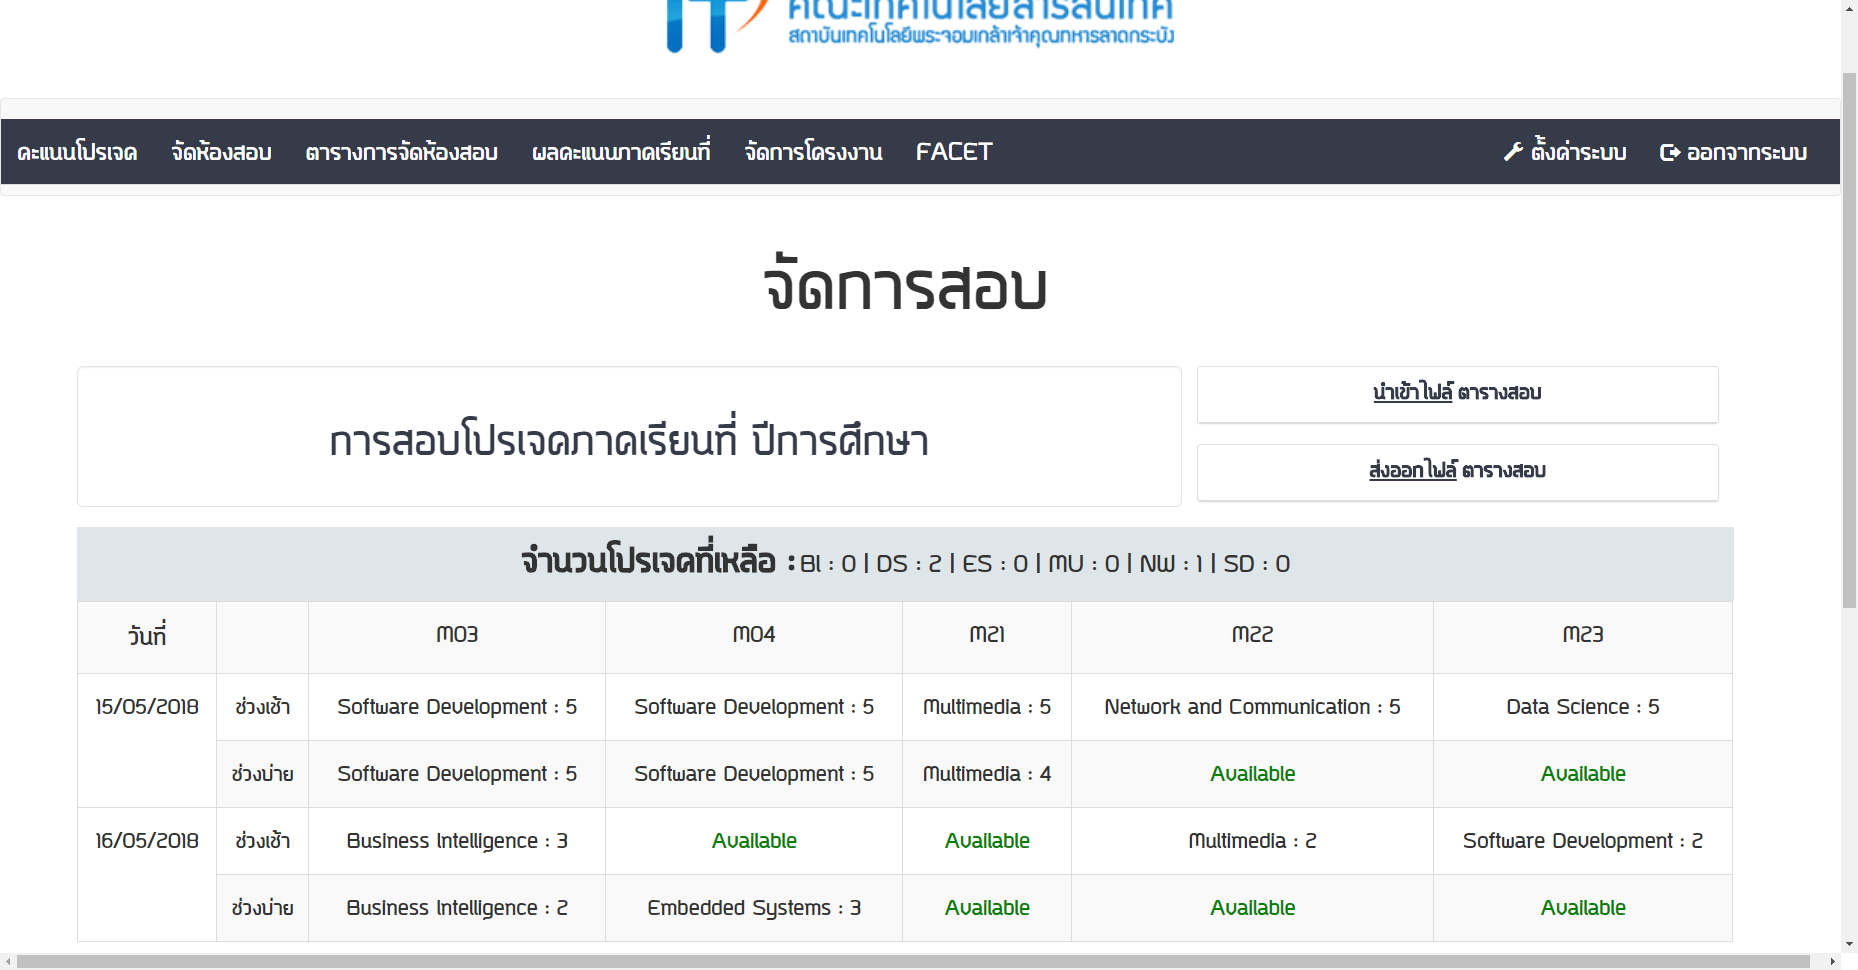 คณะเทคโนโลยีสารสนเทศ
สถาบันเทคโนโลยีพระจอมเกล้าเจ้าคุณทหารลาดกระบัง
คะแนนโปรเจค จัดห้องสอบ ตารางการจัดห้องสอบ ผลคะแนนภาคเรียนที่ จัดการโครงงาน FACET ตั้งค่าระบบ ออกจากระบบ
จัดการสอบ
การสอบโปรเจคภาคเรียนที่ ปีการศึกษา
นำเข้าไฟล์ ตารางสอบ
ส่งออกไฟล์ ตารางสอบ
จำนวนโปรเจคที่เหลือ : BI : 0 | DS : 2 | ES : 0 | MU : 0 | NW : 1 | SD : 0
วันที่ M03 M04 M21 M22 M23
15/05/2018 ช่วงเช้า Software Development : 5 Software Development : 5 Multimedia : 5 Network and Communication : 5 Data Science : 5
ช่วงบ่าย Software Development : 5 Software Development : 5 Multimedia : 4 Available Available
16/05/2018 ช่วงเช้า Business Intelligence : 3 Available Available Multimedia : 2 Software Development : 2
ช่วงบ่าย Business Intelligence : 2 Embedded Systems : 3 Available Available Available